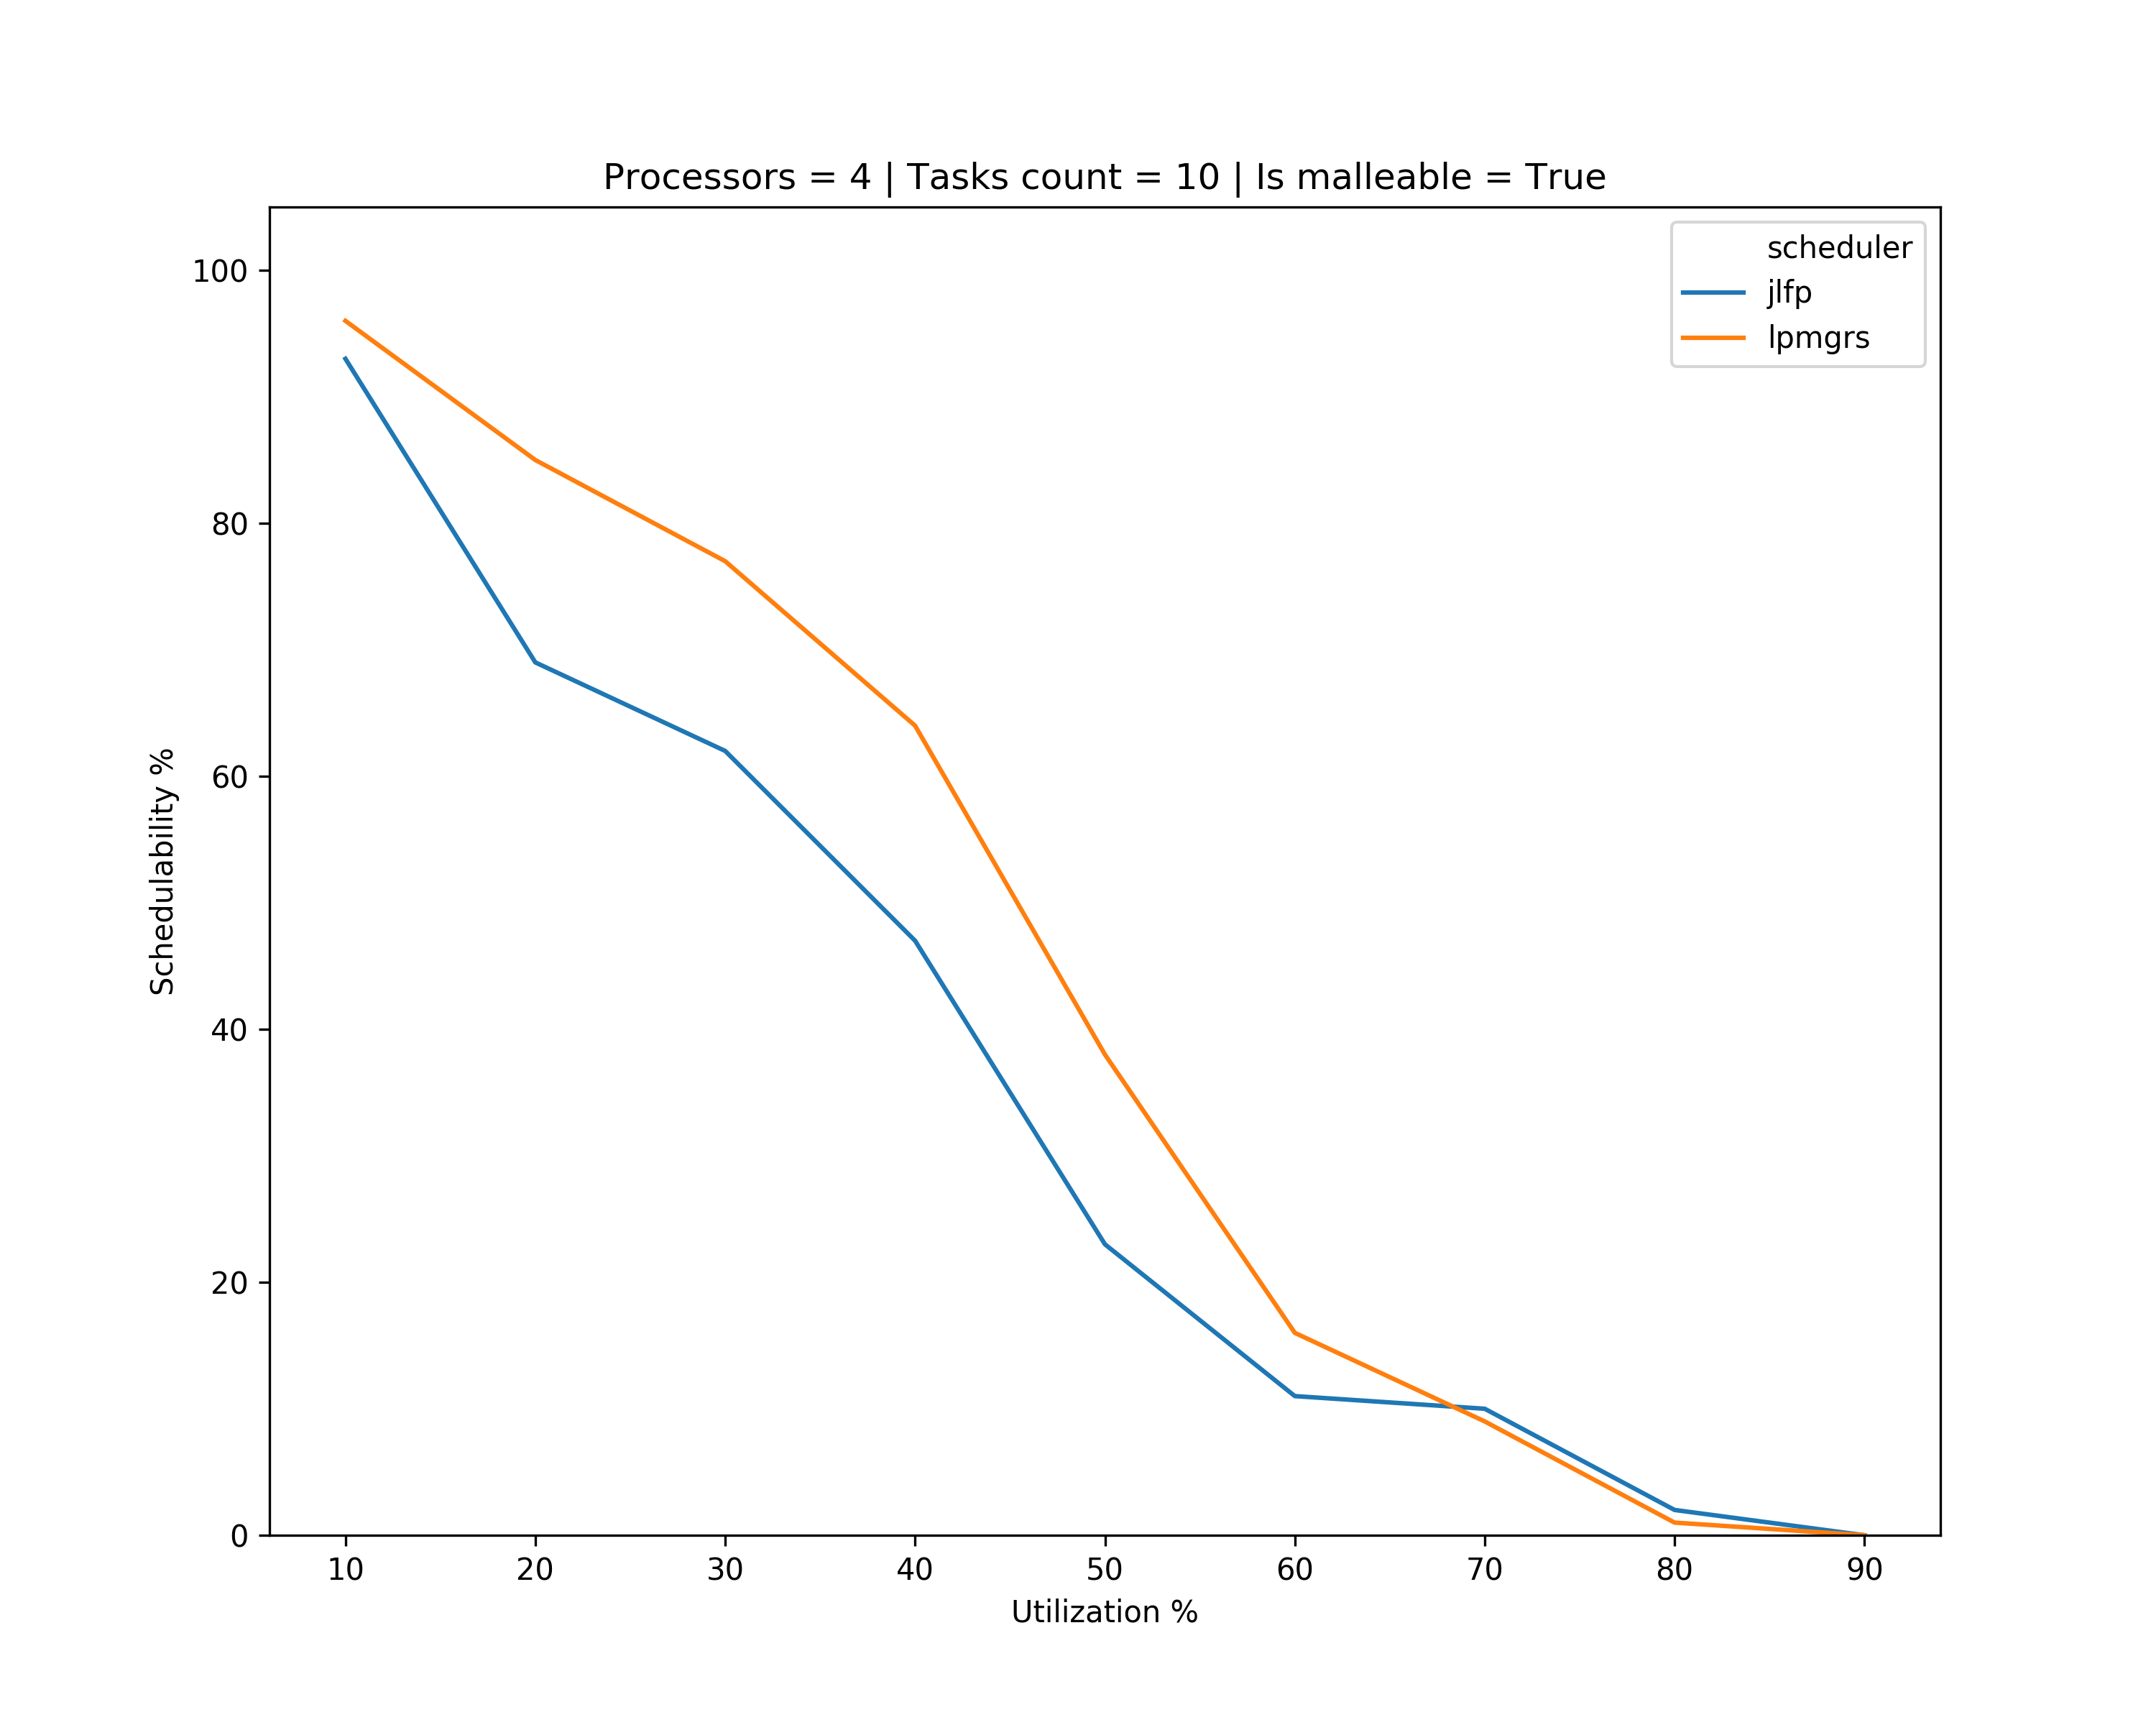 Processors = 4 | Tasks count = 10 | Is malleable = True
scheduler
jlfp
lpmgrs
100
80
60
40
20
0
Schedulability %
10 20 30 40 50 60 70 80 90
Utilization %